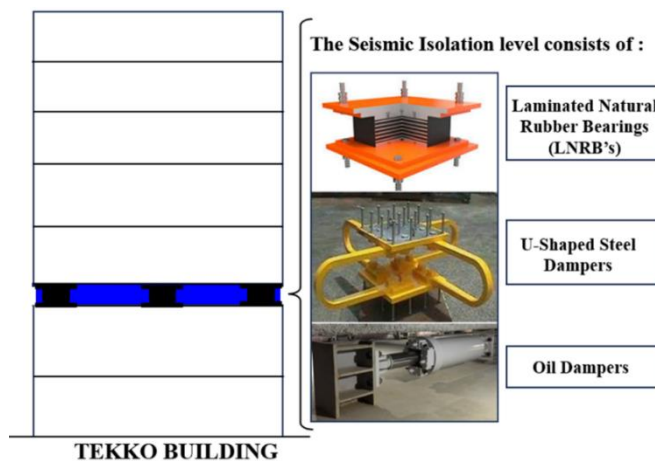 The Seismic Isolation level consists of :
Laminated Natural
Rubber Bearings
(LNRB's)
U-Shaped Steel
Dampers
Oil Dampers
TEKKO BUILDING